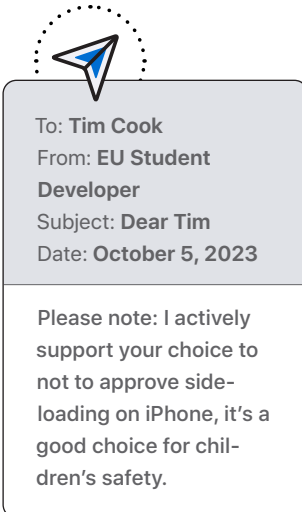 To: Tim Cook
From: EU Student
Developer
Subject: Dear Tim
Date: October 5, 2023
Please note: I actively
support your choice to
not to approve side-
loading on iPhone, it’s a
good choice for chil-
dren’s safety.